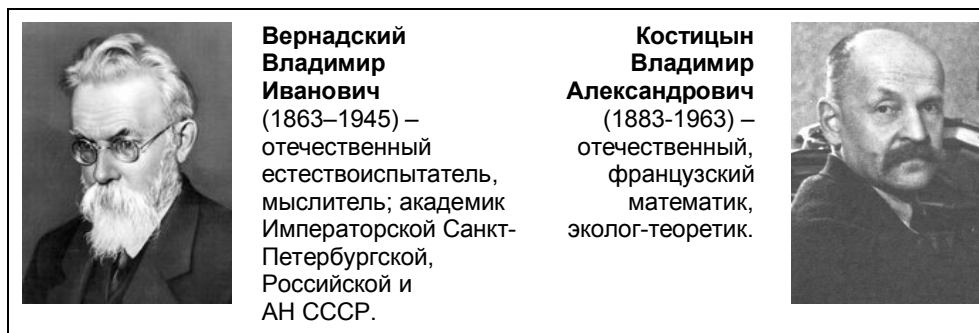 Вернадский
Владимир
Иванович
(1863–1945) –
отечественный
естествоиспытатель,
мыслитель; академик
Императорской Санкт-
Петербургской,
Российской и
АН СССР.
Костицын
Владимир
Александрович
(1883-1963) –
отечественный,
французский
математик,
эколог-теоретик.